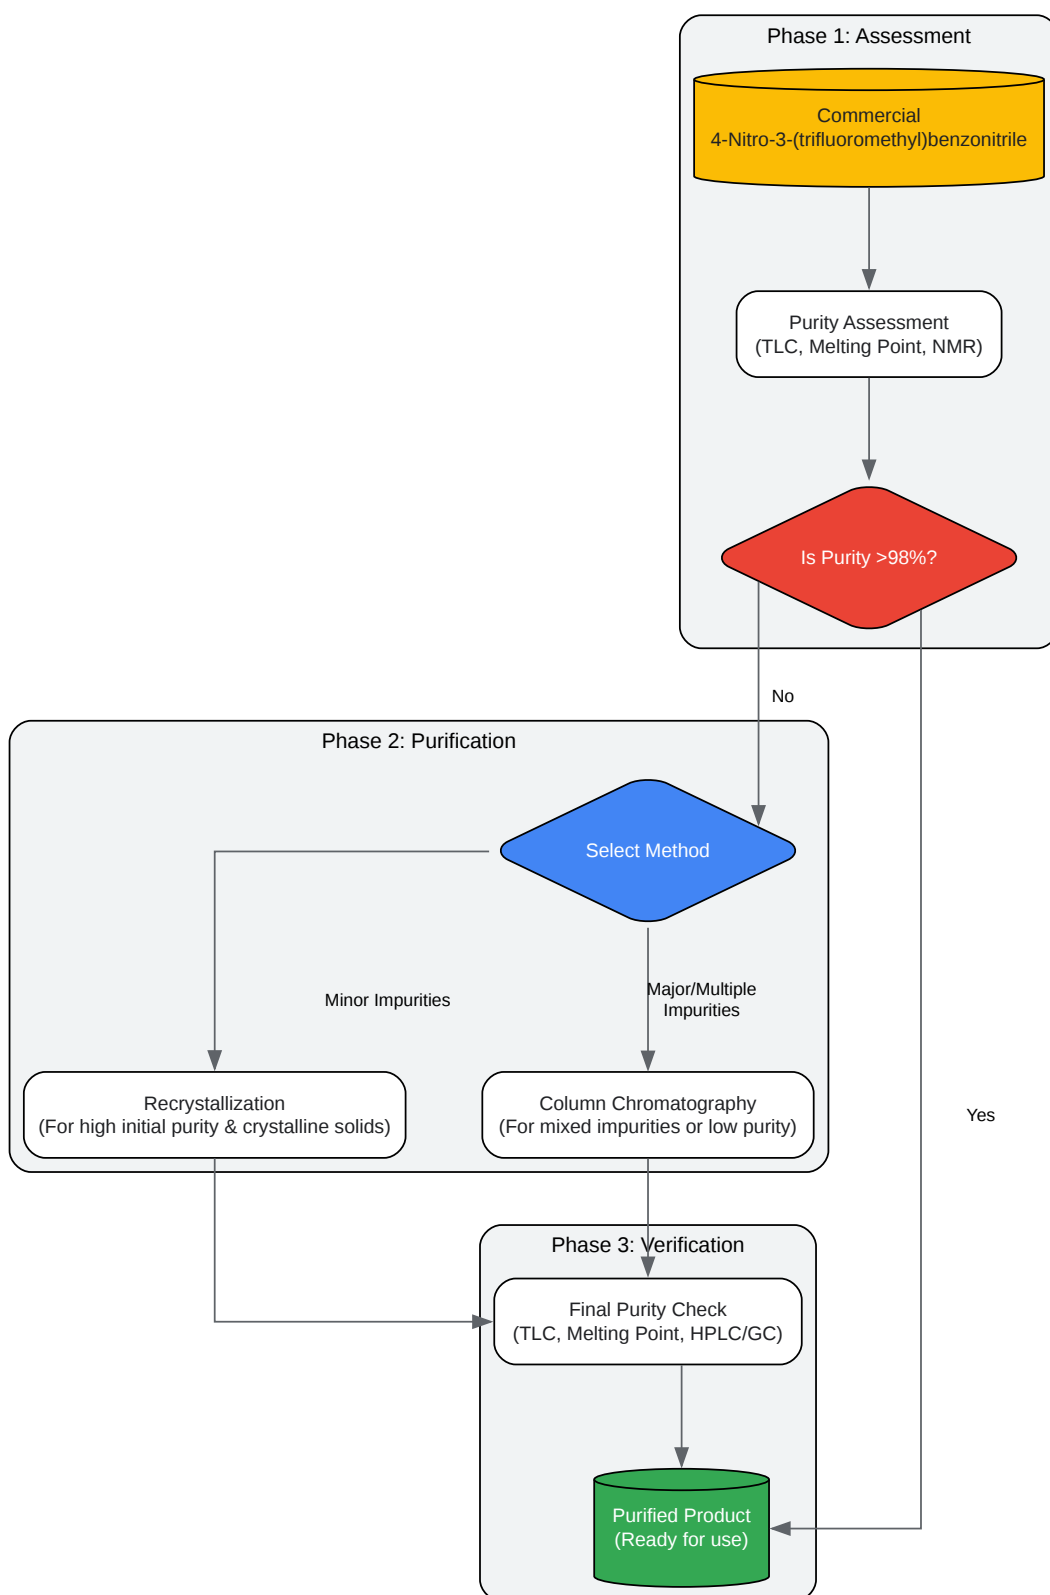 Phase 1: Assessment
Commercial
4-Nitro-3-(trifluoromethyl)benzonitrile
Purity Assessment
(TLC, Melting Point, NMR)
Is Purity >98%?
No
Phase 2: Purification
Select Method
Minor Impurities
Major/Multiple
Impurities
Recrystallization
(For high initial purity & crystalline solids)
Column Chromatography
(For mixed impurities or low purity)
Yes
Phase 3: Verification
Final Purity Check
(TLC, Melting Point, HPLC/GC)
Purified Product
(Ready for use)